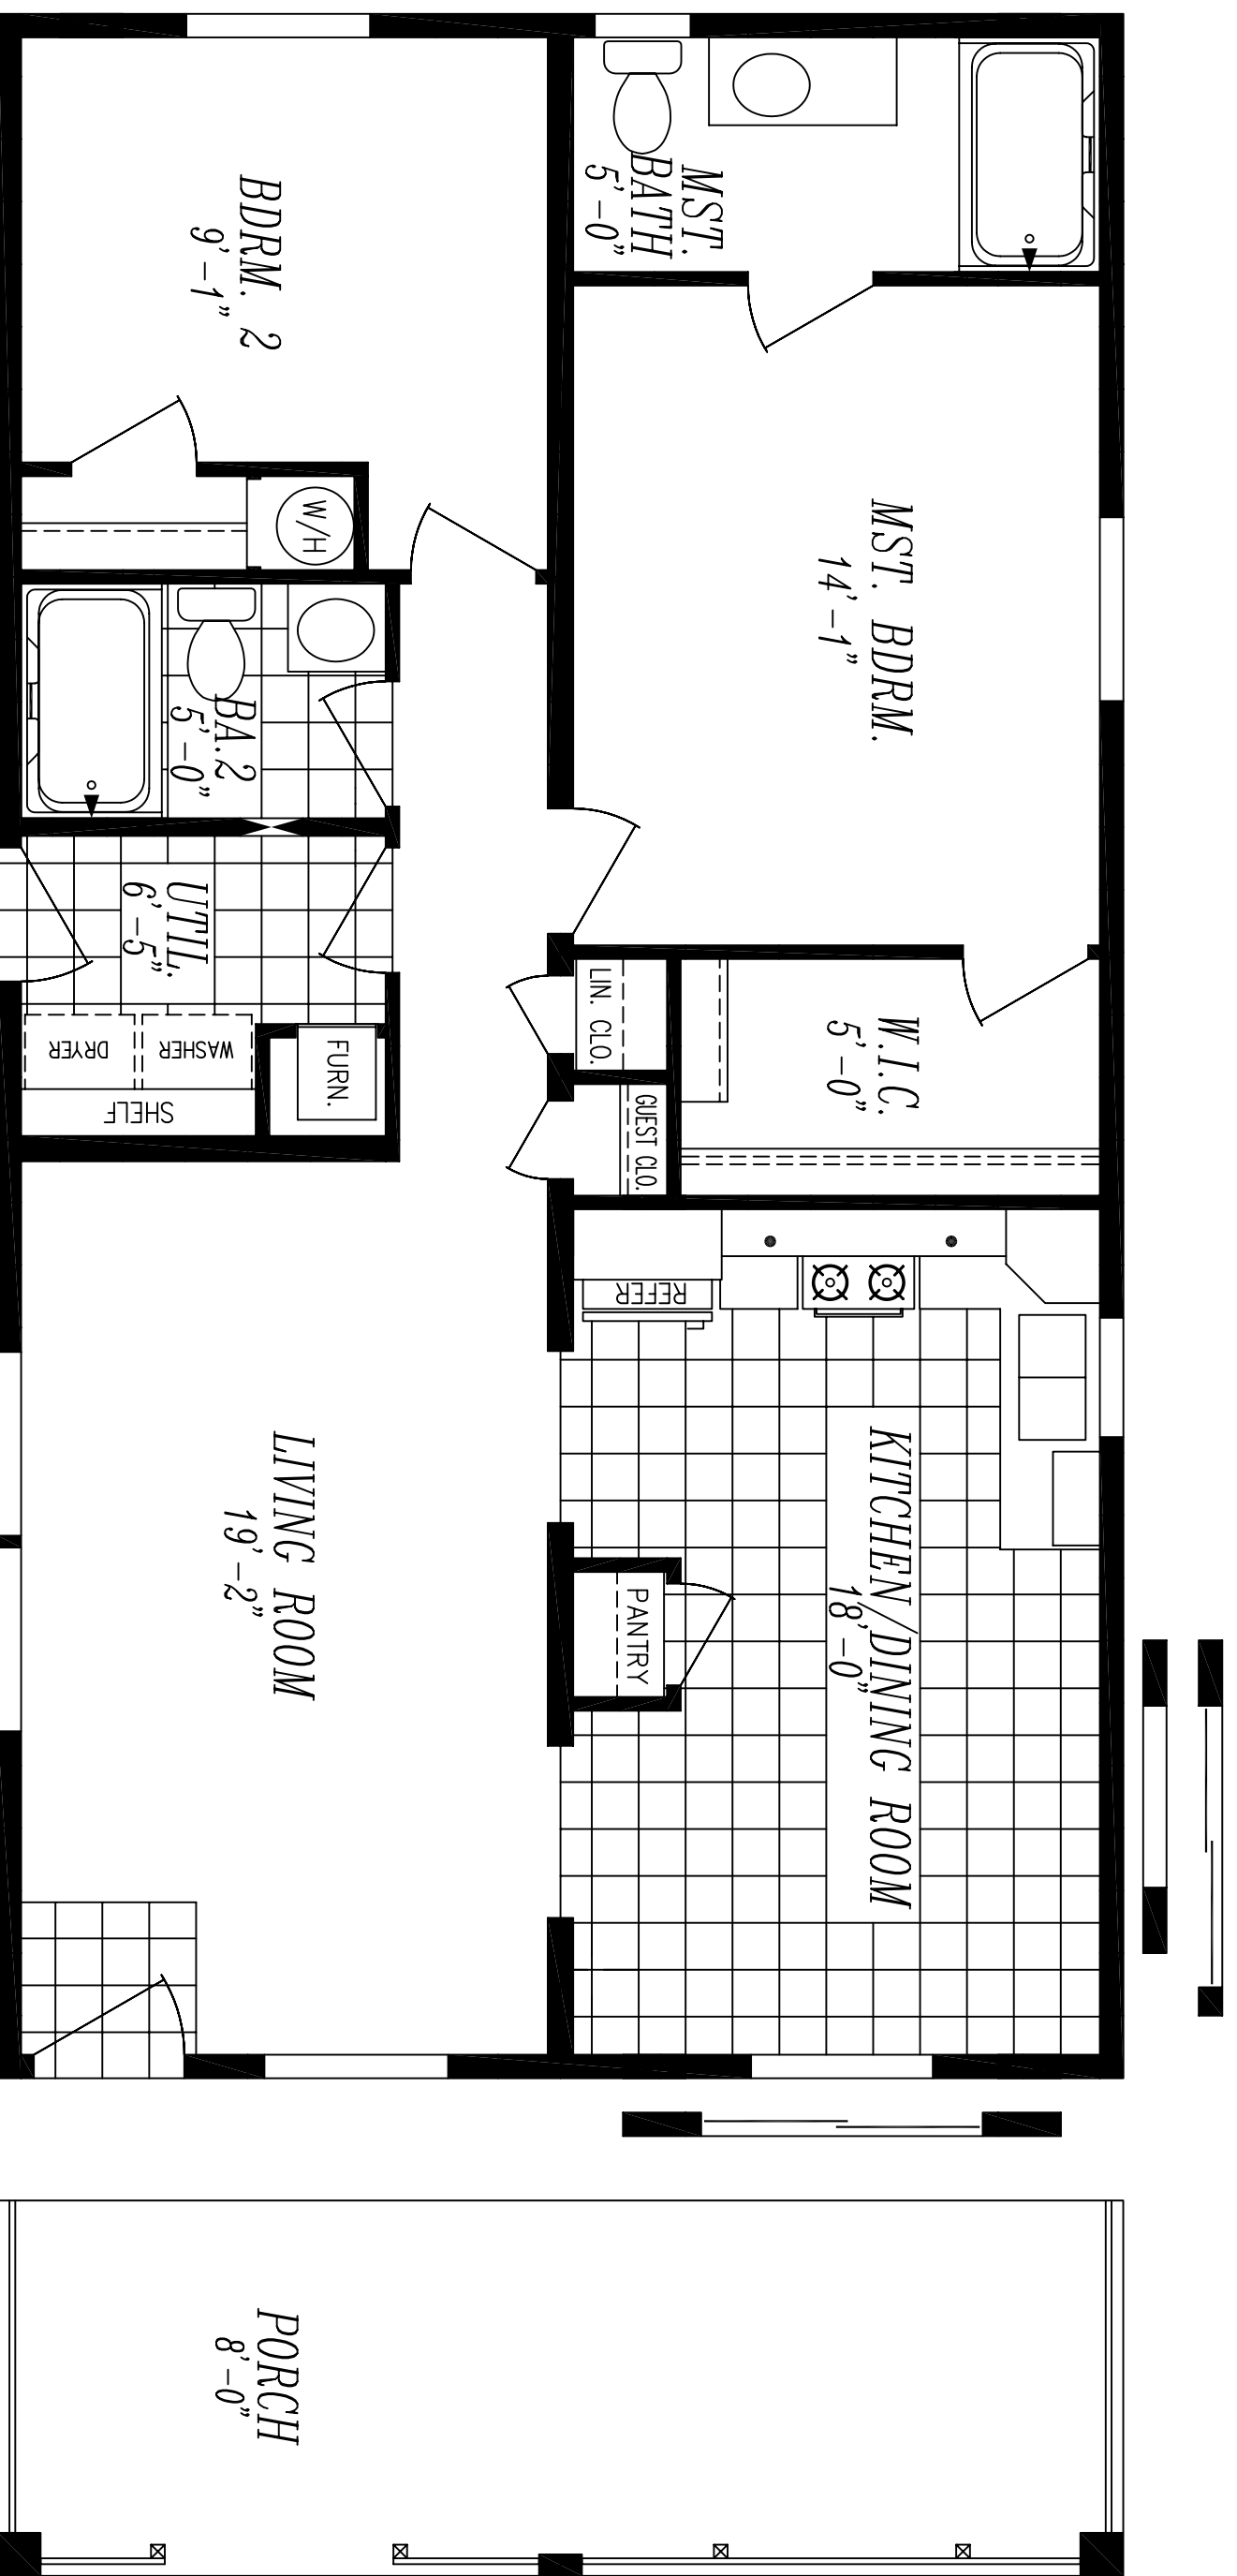 MST.
BATH
5'-0"
BDRM. 2
9'-1"
MST. BDRM.
14'-1"
W/H
BA.2
5'-0"
UTIL.
6'-5"
LIN. CLO.
W.I.C.
5'-0"
DRYER
WASHER
FURN.
SHELF
GUEST CLO.
REFER
KITCHEN/DINING ROOM
18'-0"
LIVING ROOM
19'-2"
PANTRY
PORCH
8'-0"